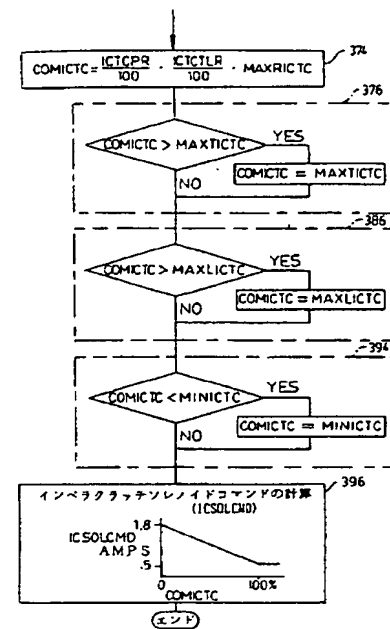 COMICTC = ICTCPR/100 · ICTCTLR/100 · MAXRICTC
374
376
COMICTC > MAXTICTC
YES
COMICTC = MAXTICTC
NO
386
COMICTC > MAXLICTC
YES
COMICTC = MAXLICTC
NO
394
COMICTC < MINICTC
YES
COMICTC = MINICTC
NO
396
インペラクラッチソレノイドコマンドの計算
(ICSOLCMD)
1.8
ICSOLCMD
AMPS
.5
0
100%
COMICTC
エンド